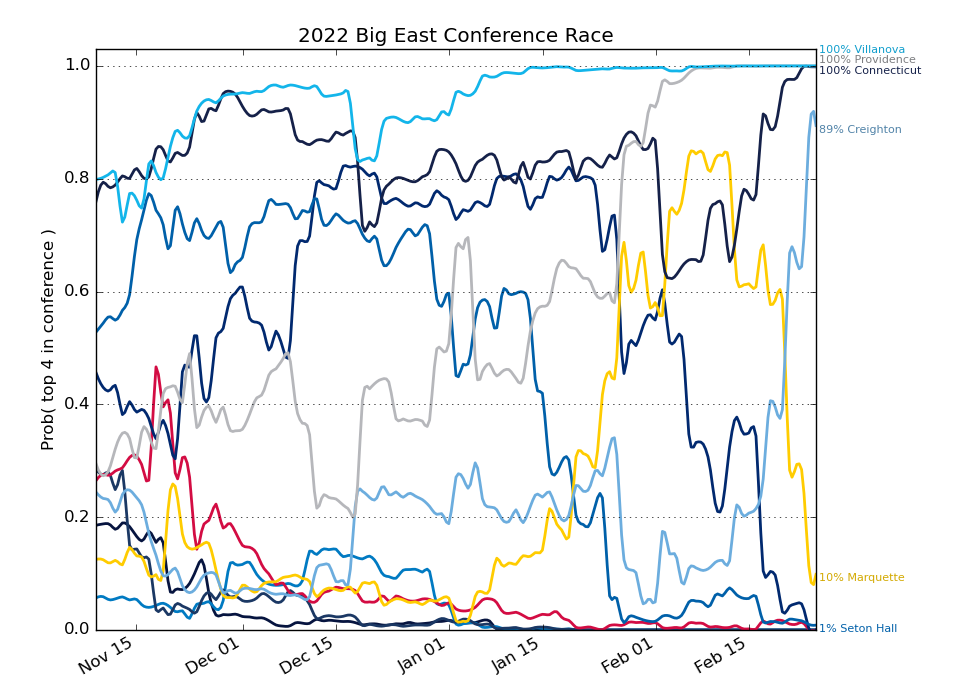 2022 Big East Conference Race
Prob( top 4 in conference )
1.0
0.8
0.6
0.4
0.2
0.0
Nov 15
Dec 01
Dec 15
Jan 01
Jan 15
Feb 01
Feb 15
100% Villanova
100% Providence
100% Connecticut
89% Creighton
10% Marquette
1% Seton Hall